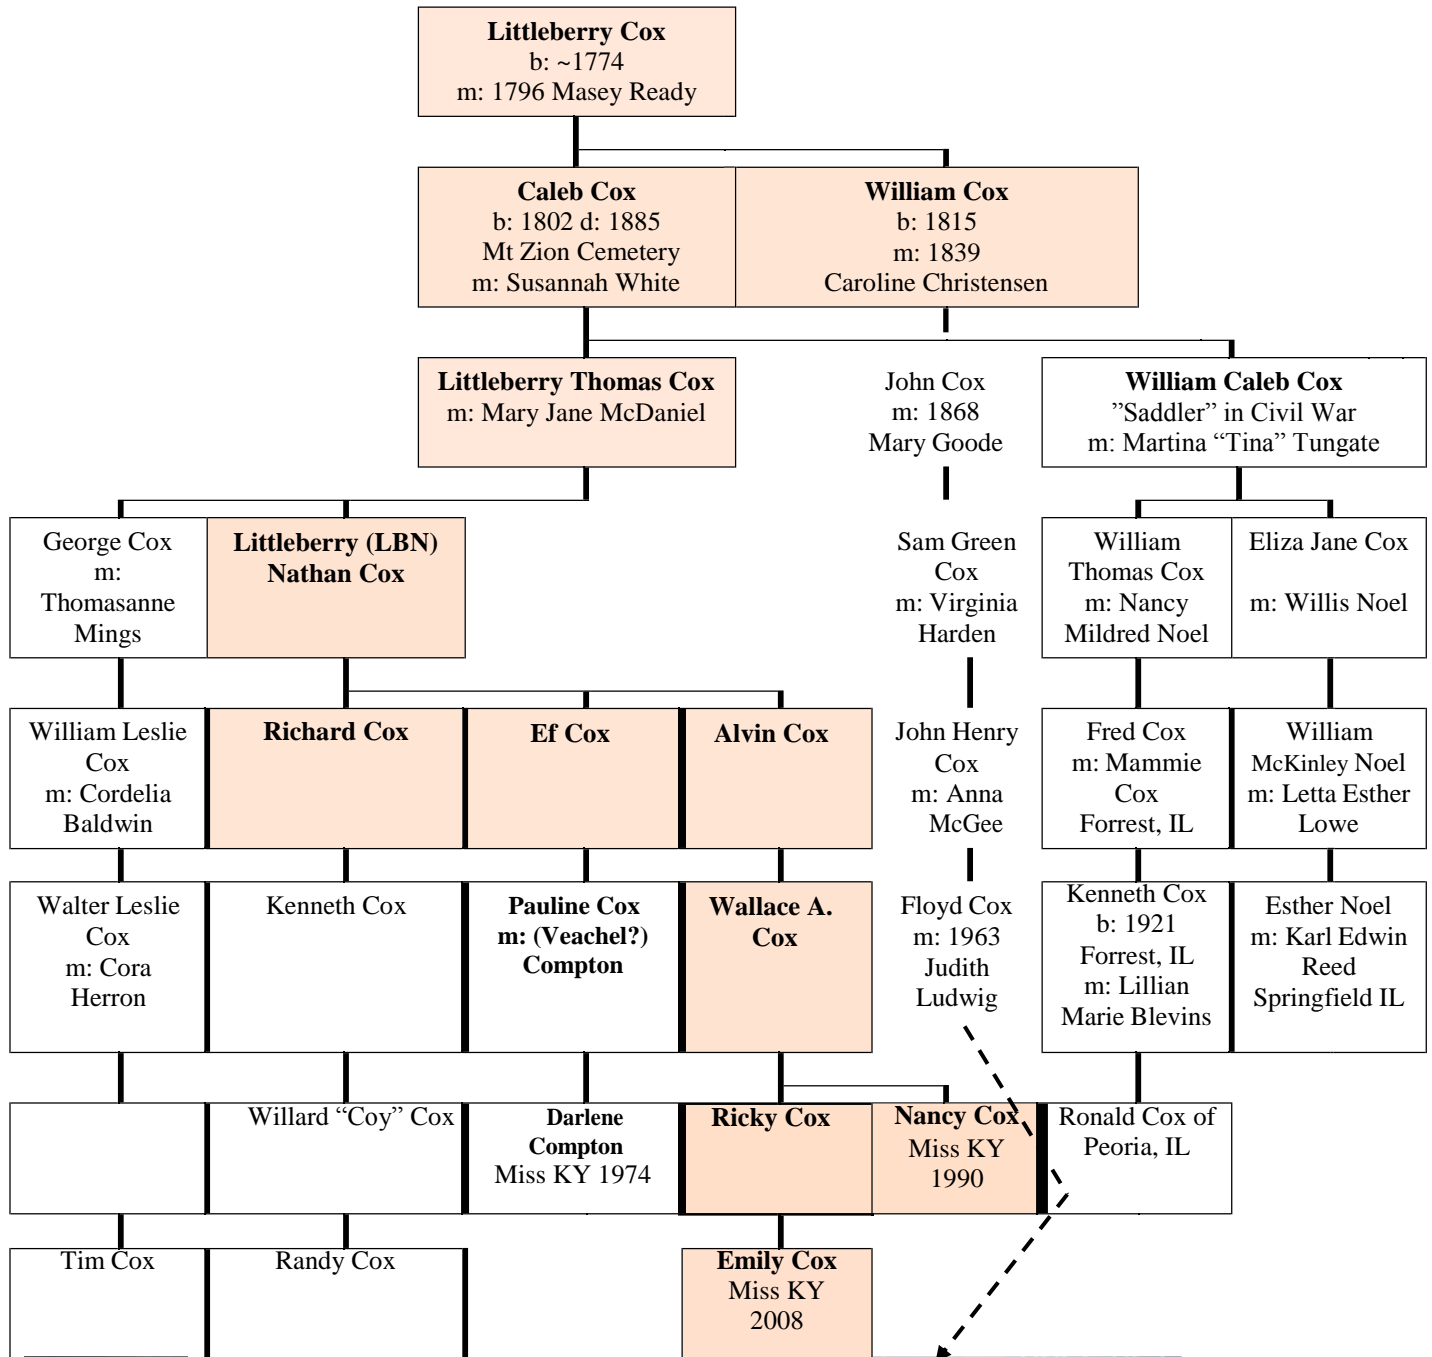 Littleberry Cox
b: ~1774
m: 1796 Masey Ready
Caleb Cox
b: 1802 d: 1885
Mt Zion Cemetery
m: Susannah White
William Cox
b: 1815
m: 1839
Caroline Christensen
Littleberry Thomas Cox
m: Mary Jane McDaniel
John Cox
m: 1868
Mary Goode
William Caleb Cox
”Saddler” in Civil War
m: Martina “Tina” Tungate
George Cox
m:
Thomasanne
Mings
Littleberry (LBN)
Nathan Cox
Sam Green
Cox
m: Virginia
Harden
William
Thomas Cox
m: Nancy
Mildred Noel
Eliza Jane Cox
m: Willis Noel
William Leslie
Cox
m: Cordelia
Baldwin
Richard Cox
Ef Cox
Alvin Cox
John Henry
Cox
m: Anna
McGee
Fred Cox
m: Mammie
Cox
Forrest, IL
William
McKinley Noel
m: Letta Esther
Lowe
Walter Leslie
Cox
m: Cora
Herron
Kenneth Cox
Pauline Cox
m: (Veachel?)
Compton
Wallace A.
Cox
Floyd Cox
m: 1963
Judith
Ludwig
Kenneth Cox
b: 1921
Forrest, IL
m: Lillian
Marie Blevins
Esther Noel
m: Karl Edwin
Reed
Springfield IL
Willard “Coy” Cox
Darlene
Compton
Miss KY 1974
Ricky Cox
Nancy Cox
Miss KY
1990
Ronald Cox of
Peoria, IL
Tim Cox
Randy Cox
Emily Cox
Miss KY
2008